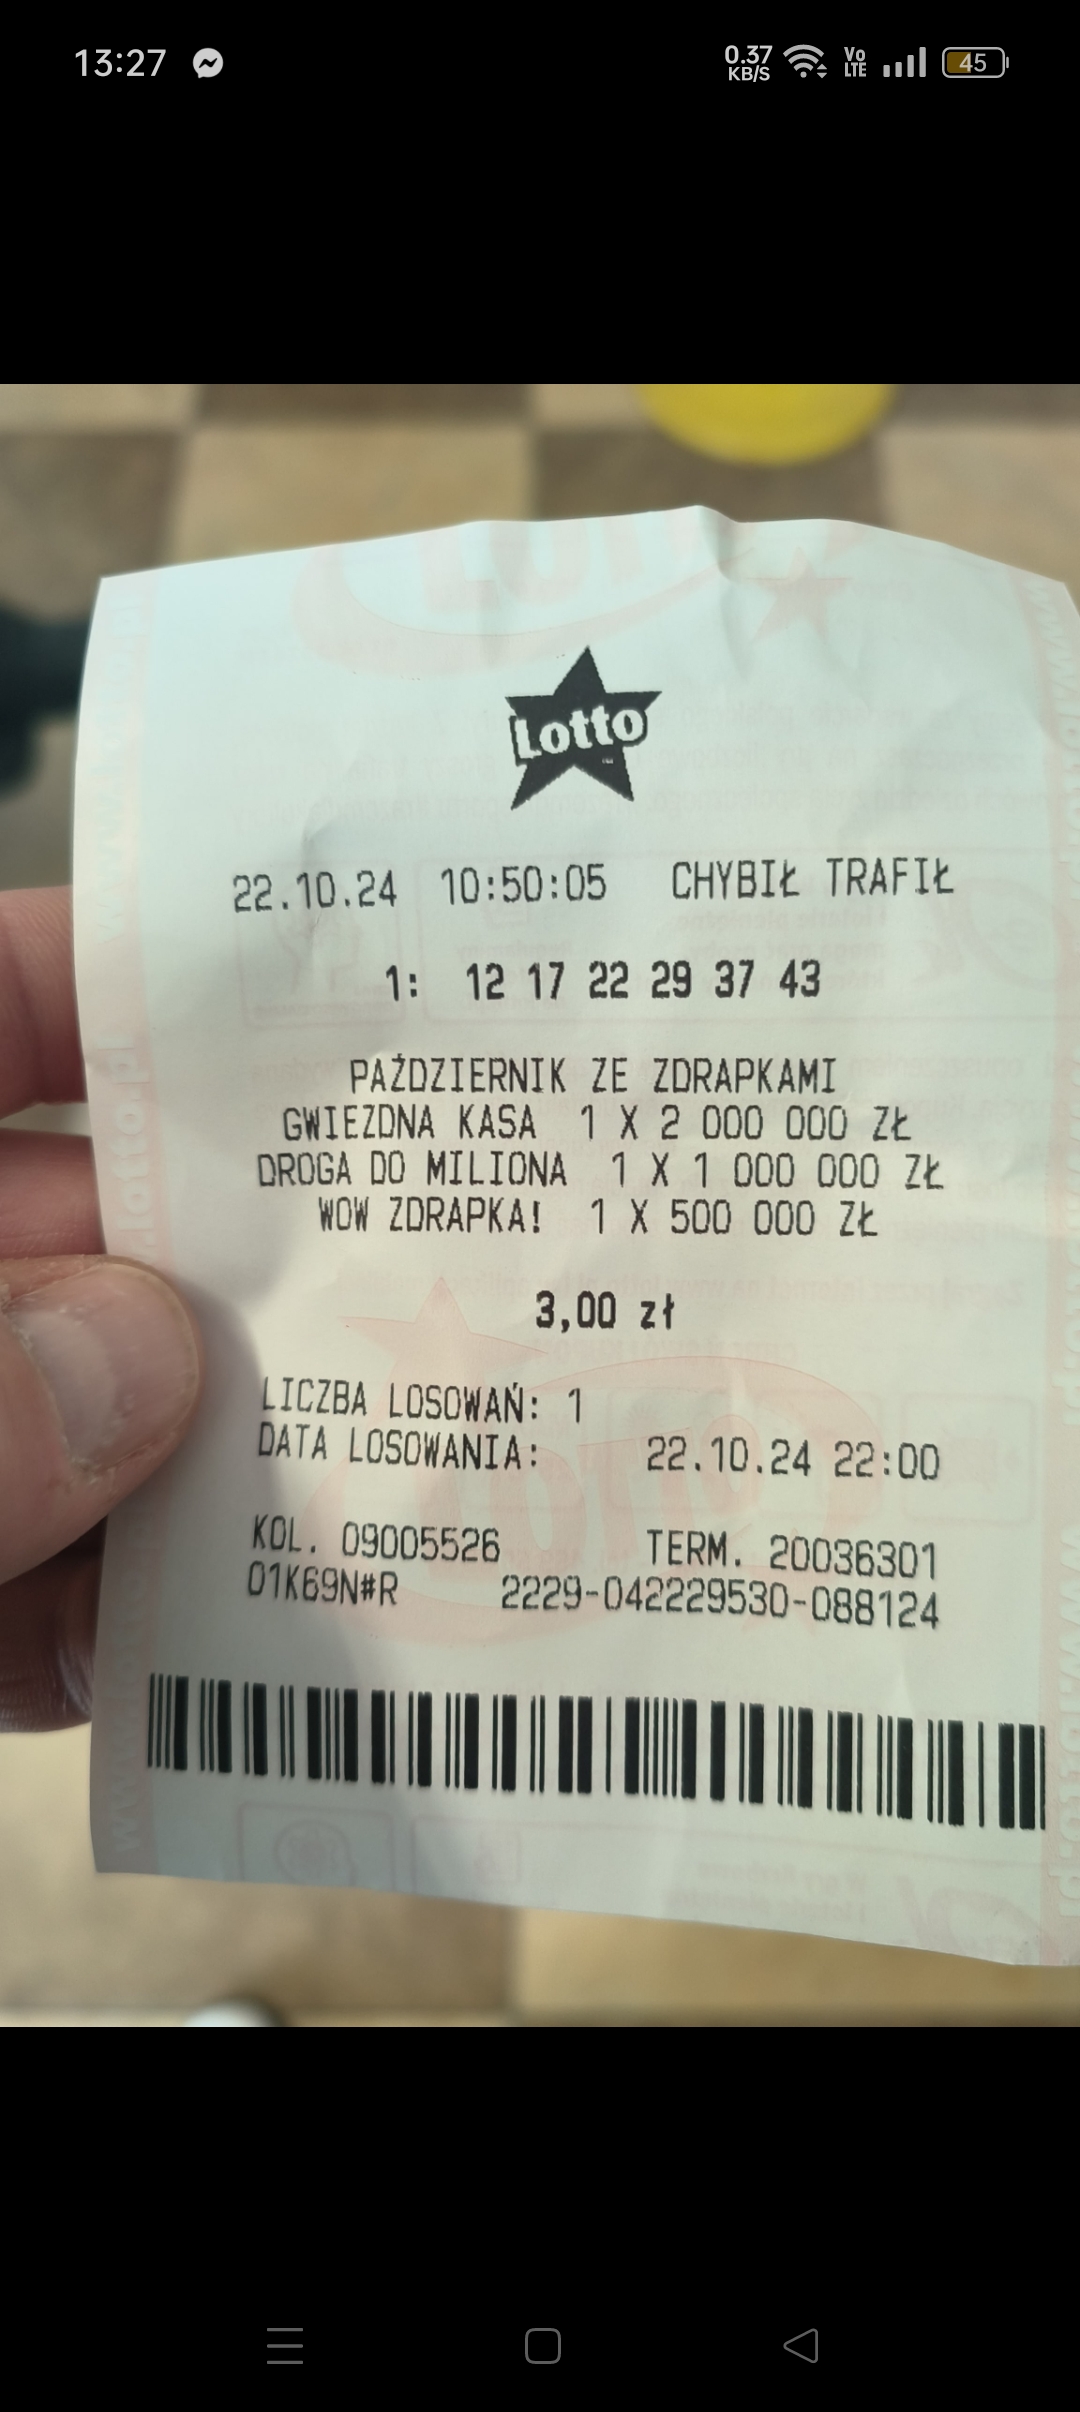 13:27
0.37 KB/S Vo LTE 45
Lotto
22.10.24 10:50:05 CHYBIŁ TRAFIŁ
1: 12 17 22 29 37 43
PAŹDZIERNIK ZE ZDRAPKAMI
GWIEZDNA KASA 1 X 2 000 000 ZŁ
DROGA DO MILIONA 1 X 1 000 000 ZŁ
WOW ZDRAPKA! 1 X 500 000 ZŁ
3,00 zł
LICZBA LOSOWAŃ: 1
DATA LOSOWANIA: 22.10.24 22:00
KOL. 09005526 TERM. 20036301
01K69N#R 2229-042229530-088124